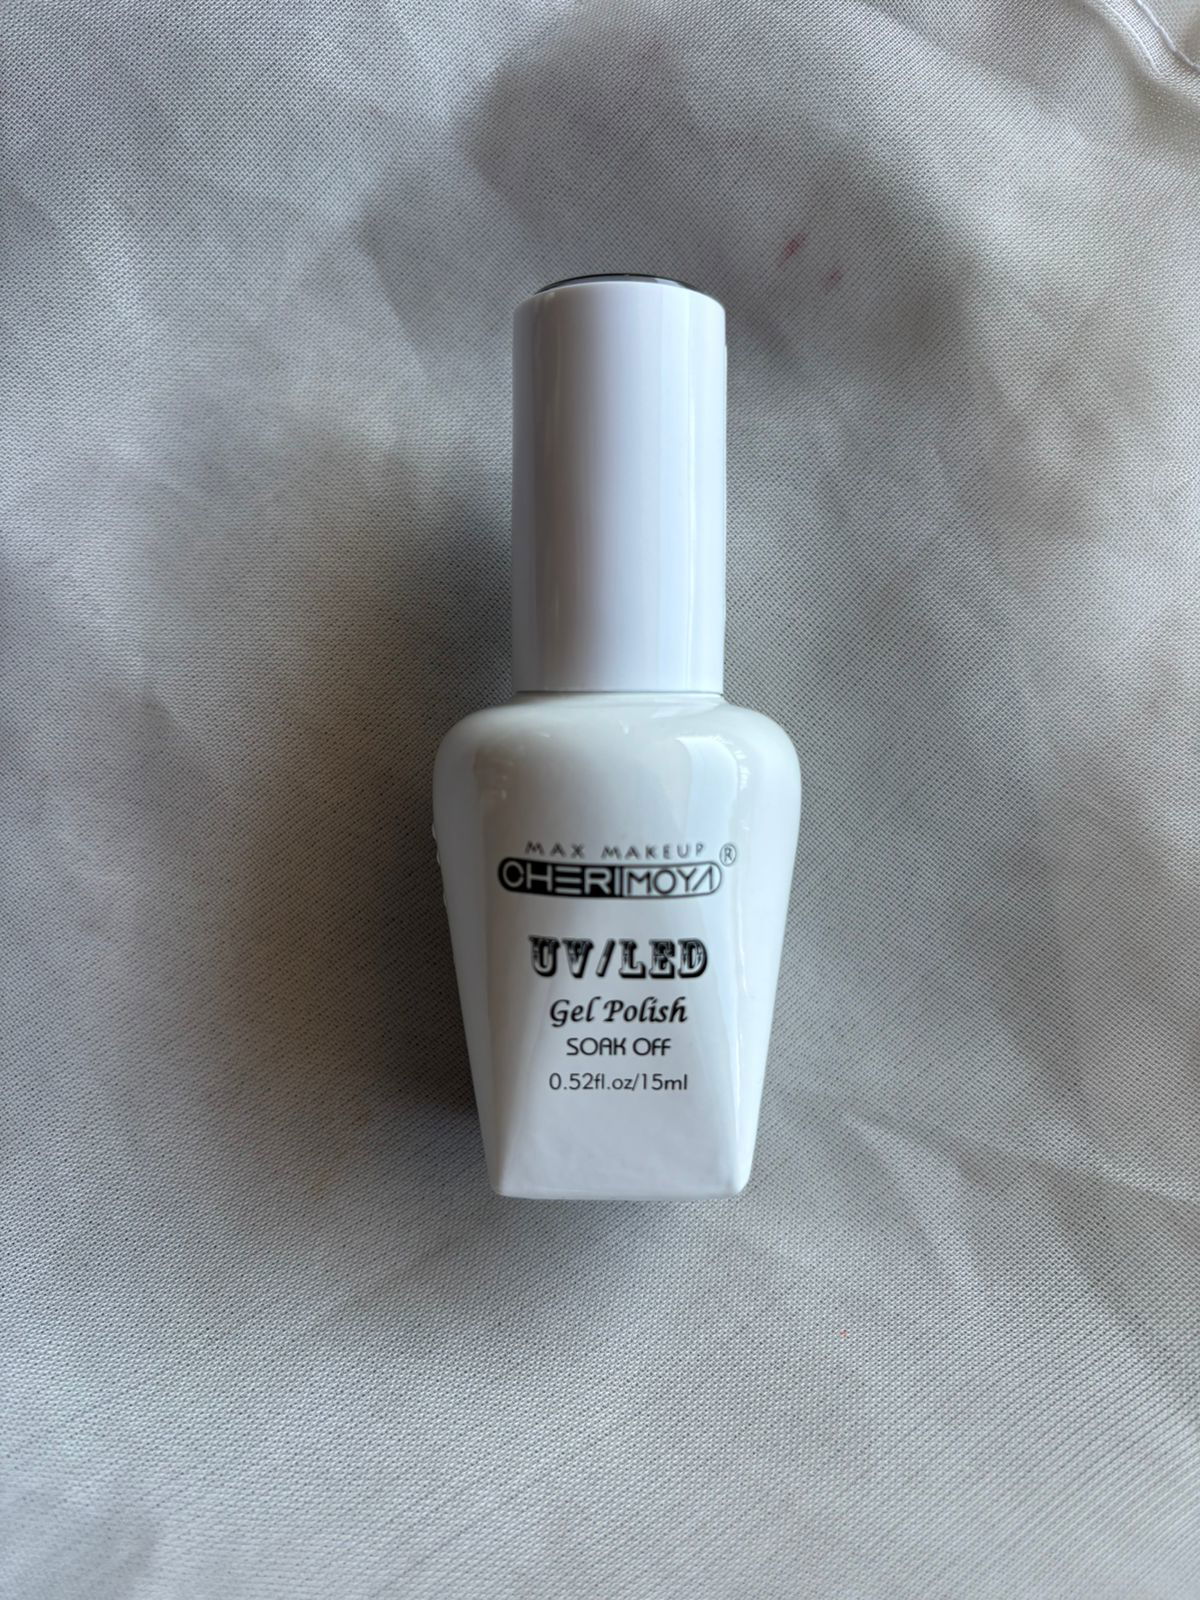 MAX MAKEUP
CHERIMOYA®
UV/LED
Gel Polish
SOAK OFF
0.52fl.oz/15ml